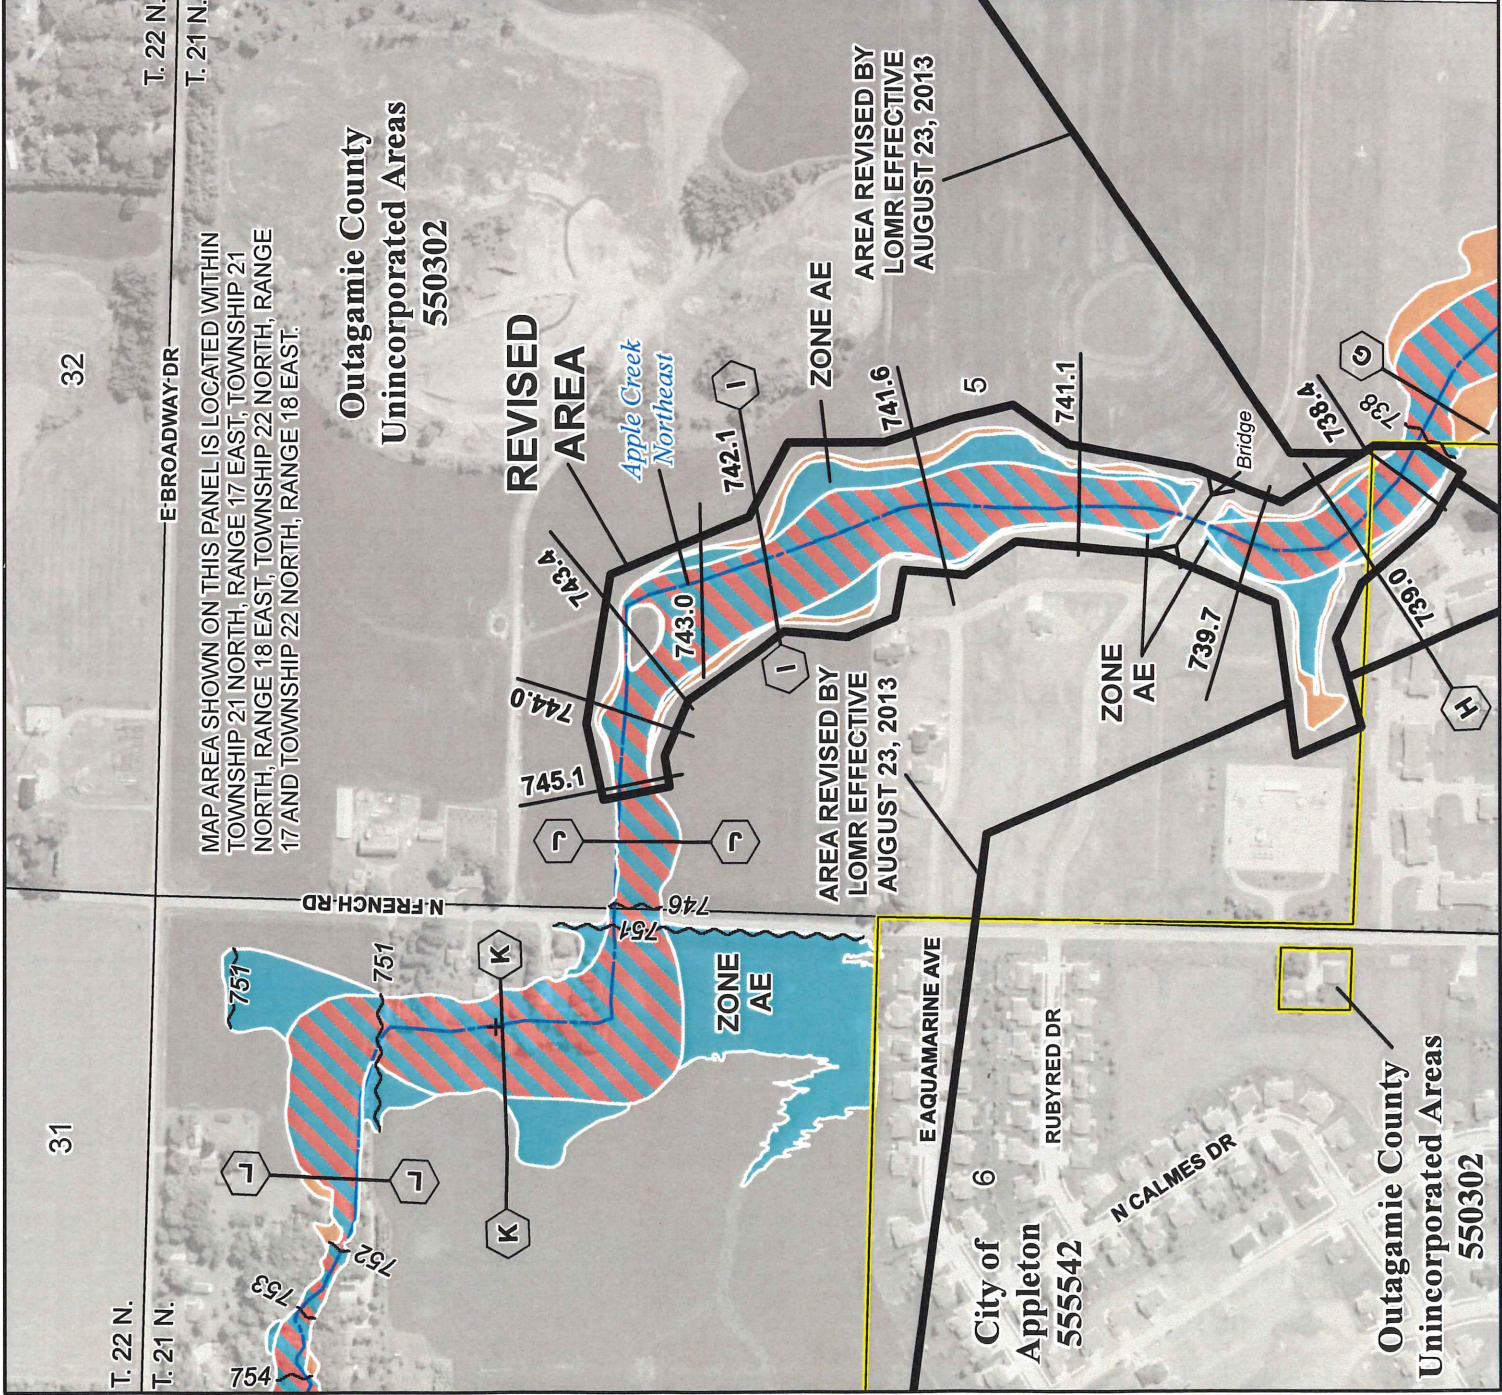 T. 22 N.
T. 21 N.
32
E BROADWAY DR
MAP AREA SHOWN ON THIS PANEL IS LOCATED WITHIN
TOWNSHIP 21 NORTH, RANGE 17 EAST, TOWNSHIP 21
NORTH, RANGE 18 EAST, TOWNSHIP 22 NORTH, RANGE
17 AND TOWNSHIP 22 NORTH, RANGE 18 EAST.
Outagamie County
Unincorporated Areas
550302
REVISED
AREA
Apple Creek
Northeast
742.1
I
ZONE AE
741.6
AREA REVISED BY
LOMR EFFECTIVE
AUGUST 23, 2013
5
741.1
Bridge
738.4
738
G
743.4
743.0
744.0
745.1
I
J
J
AREA REVISED BY
LOMR EFFECTIVE
AUGUST 23, 2013
ZONE
AE
739.7
739.0
H
N FRENCH RD
746
751
751
751
K
K
ZONE
AE
31
L
L
752
753
754
T. 22 N.
T. 21 N.
E AQUAMARINE AVE
RUBYRED DR
N CALMES DR
6
City of
Appleton
555542
Outagamie County
Unincorporated Areas
550302